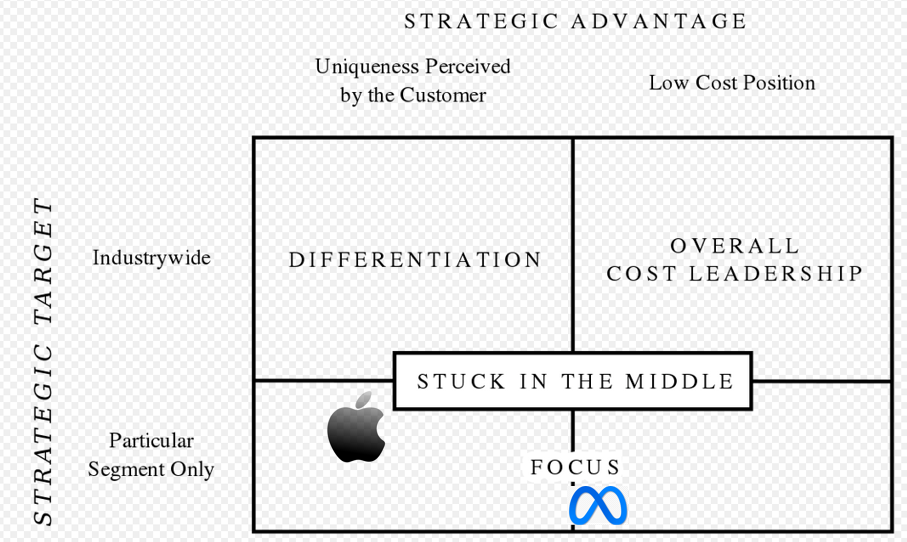 STRATEGIC ADVANTAGE
Uniqueness Perceived
by the Customer
Low Cost Position
STRATEGIC TARGET
Industrywide
DIFFERENTIATION
OVERALL
COST LEADERSHIP
STUCK IN THE MIDDLE
Particular
Segment Only
FOCUS